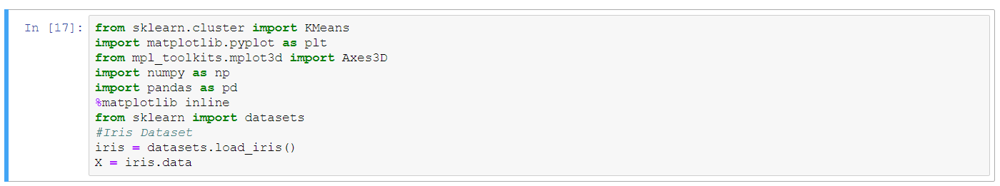 In [17]: from sklearn.cluster import KMeans
import matplotlib.pyplot as plt
from mpl_toolkits.mplot3d import Axes3D
import numpy as np
import pandas as pd
%matplotlib inline
from sklearn import datasets
#Iris Dataset
iris = datasets.load_iris()
X = iris.data